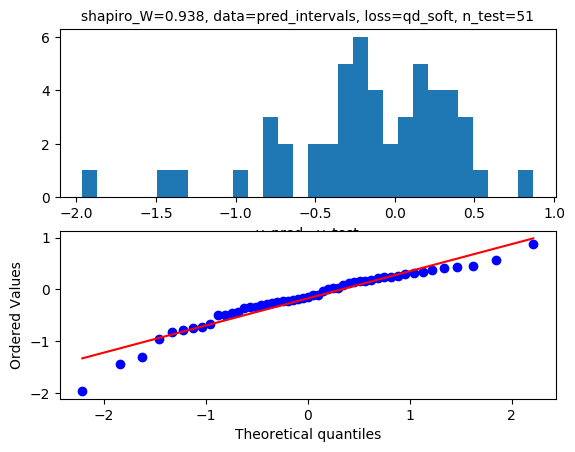 shapiro_W=0.938, data=pred_intervals, loss=qd_soft, n_test=51
6
4
2
0
−2.0 −1.5 −1.0 −0.5 0.0 0.5 1.0
1
0
−1
−2
Ordered Values
−2 −1 0 1 2
Theoretical quantiles